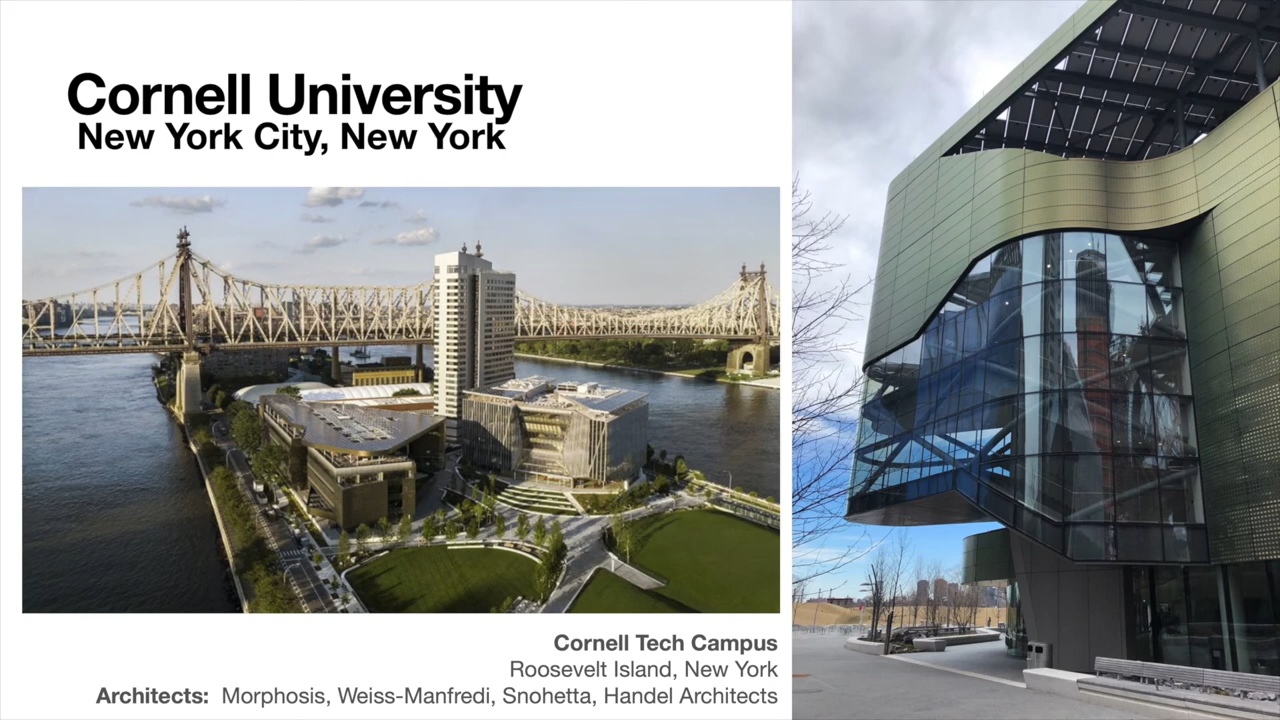 Cornell University
New York City, New York
Cornell Tech Campus
Roosevelt Island, New York
Architects: Morphosis, Weiss-Manfredi, Snohetta, Handel Architects